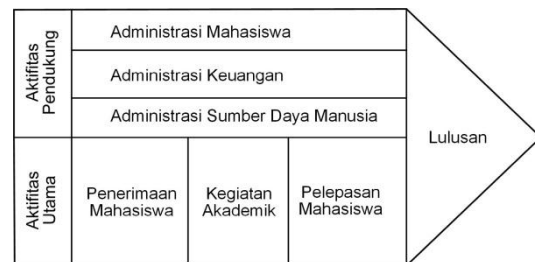 Aktifitas
Pendukung
Administrasi Mahasiswa
Administrasi Keuangan
Administrasi Sumber Daya Manusia
Aktifitas
Utama
Penerimaan
Mahasiswa
Kegiatan
Akademik
Pelepasan
Mahasiswa
Lulusan